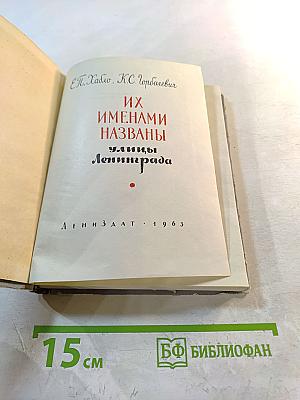 Е.П. Хабло, К.С. Горбачевич
ИХ
ИМЕНАМИ
НАЗВАНЫ
улицы
Ленинграда
ЛЕНИЗДАТ · 1963
15 СМ
БФ БИБЛИОФАН